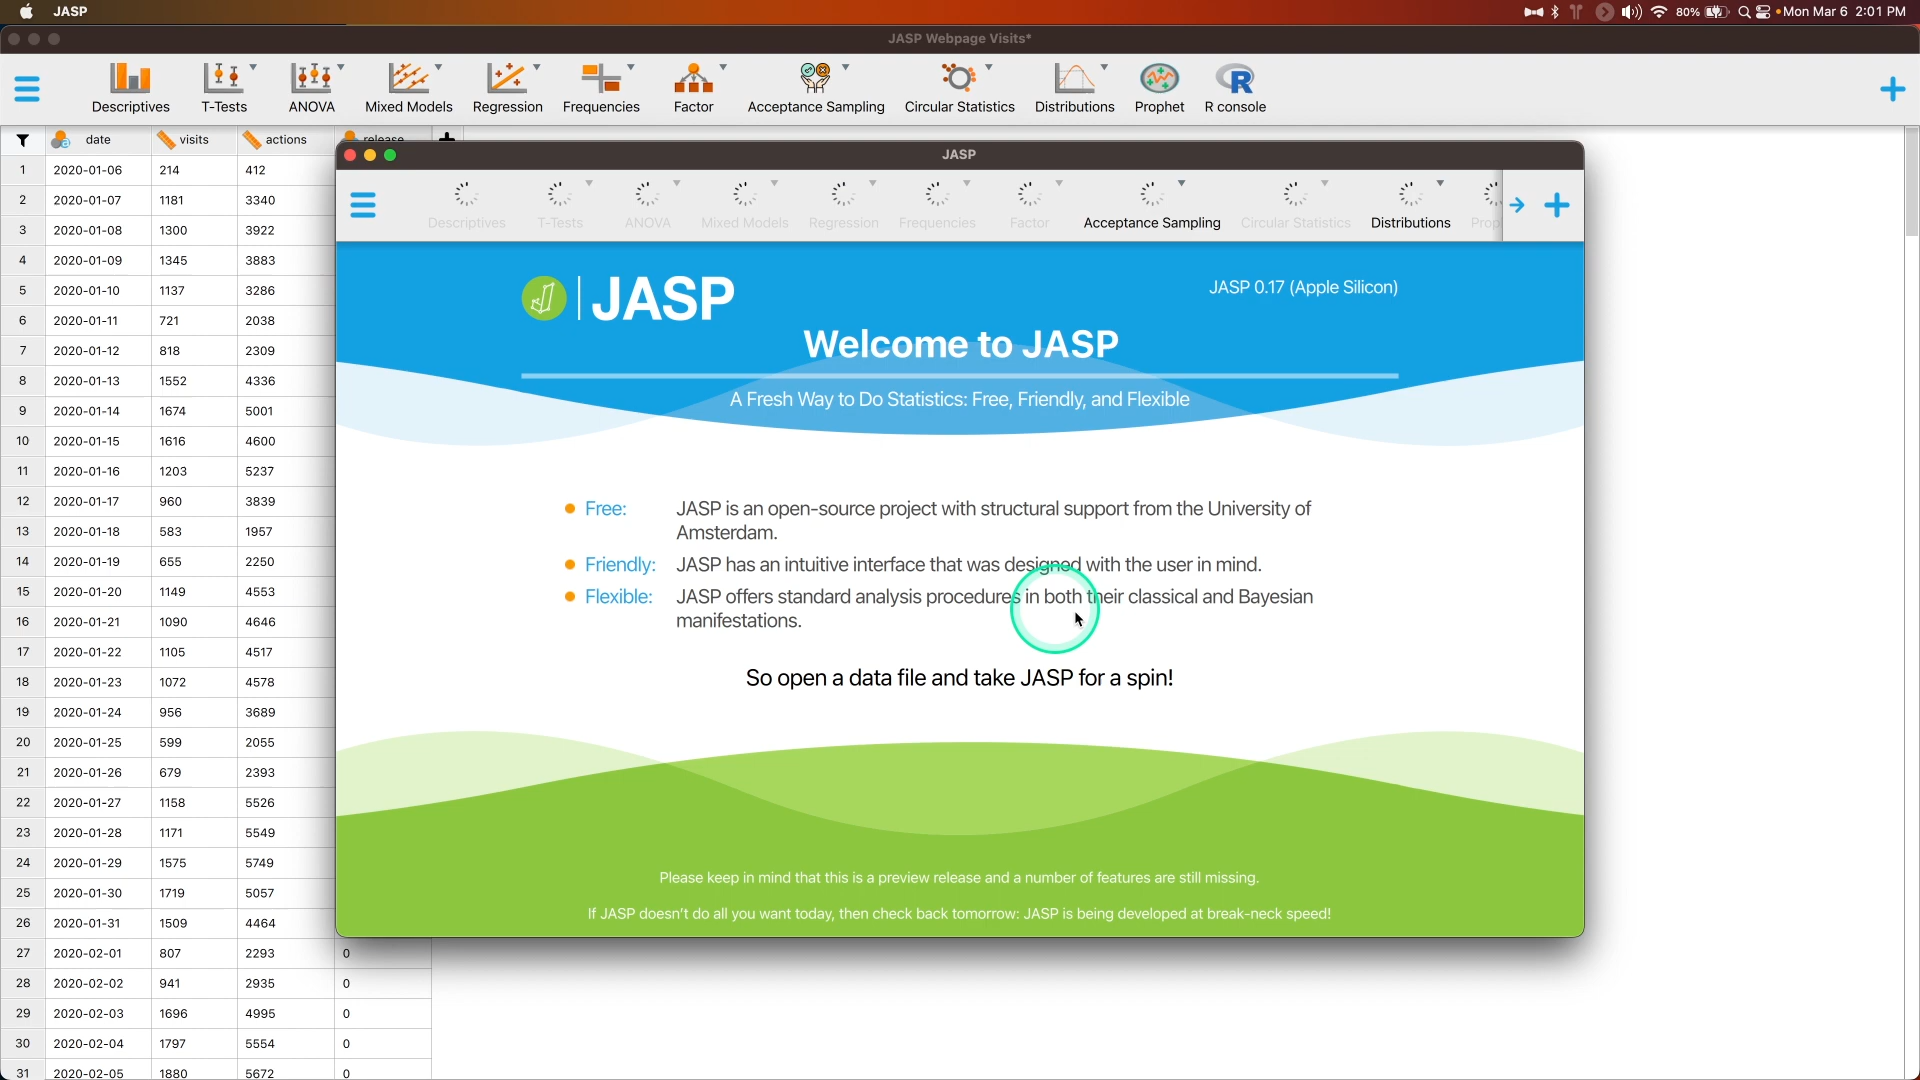 JASP
80%
Mon Mar 6 2:01 PM
JASP Webpage Visits*
Descriptives T-Tests ANOVA Mixed Models Regression Frequencies Factor Acceptance Sampling Circular Statistics Distributions Prophet R console
date visits actions release
1 2020-01-06 214 412
2 2020-01-07 1181 3340
3 2020-01-08 1300 3922
4 2020-01-09 1345 3883
5 2020-01-10 1137 3286
6 2020-01-11 721 2038
7 2020-01-12 818 2309
8 2020-01-13 1552 4336
9 2020-01-14 1674 5001
10 2020-01-15 1616 4600
11 2020-01-16 1203 5237
12 2020-01-17 960 3839
13 2020-01-18 583 1957
14 2020-01-19 655 2250
15 2020-01-20 1149 4553
16 2020-01-21 1090 4646
17 2020-01-22 1105 4517
18 2020-01-23 1072 4578
19 2020-01-24 956 3689
20 2020-01-25 599 2055
21 2020-01-26 679 2393
22 2020-01-27 1158 5526
23 2020-01-28 1171 5549
24 2020-01-29 1575 5749
25 2020-01-30 1719 5057
26 2020-01-31 1509 4464
27 2020-02-01 807 2293 0
28 2020-02-02 941 2935 0
29 2020-02-03 1696 4995 0
30 2020-02-04 1797 5554 0
31 2020-02-05 1880 5672 0
JASP
Descriptives T-Tests ANOVA Mixed Models Regression Frequencies Factor Acceptance Sampling Circular Statistics Distributions Prop
JASP
JASP 0.17 (Apple Silicon)
Welcome to JASP
A Fresh Way to Do Statistics: Free, Friendly, and Flexible
Free: JASP is an open-source project with structural support from the University of
Amsterdam.
Friendly: JASP has an intuitive interface that was designed with the user in mind.
Flexible: JASP offers standard analysis procedures in both their classical and Bayesian
manifestations.
So open a data file and take JASP for a spin!
Please keep in mind that this is a preview release and a number of features are still missing.
If JASP doesn't do all you want today, then check back tomorrow: JASP is being developed at break-neck speed!